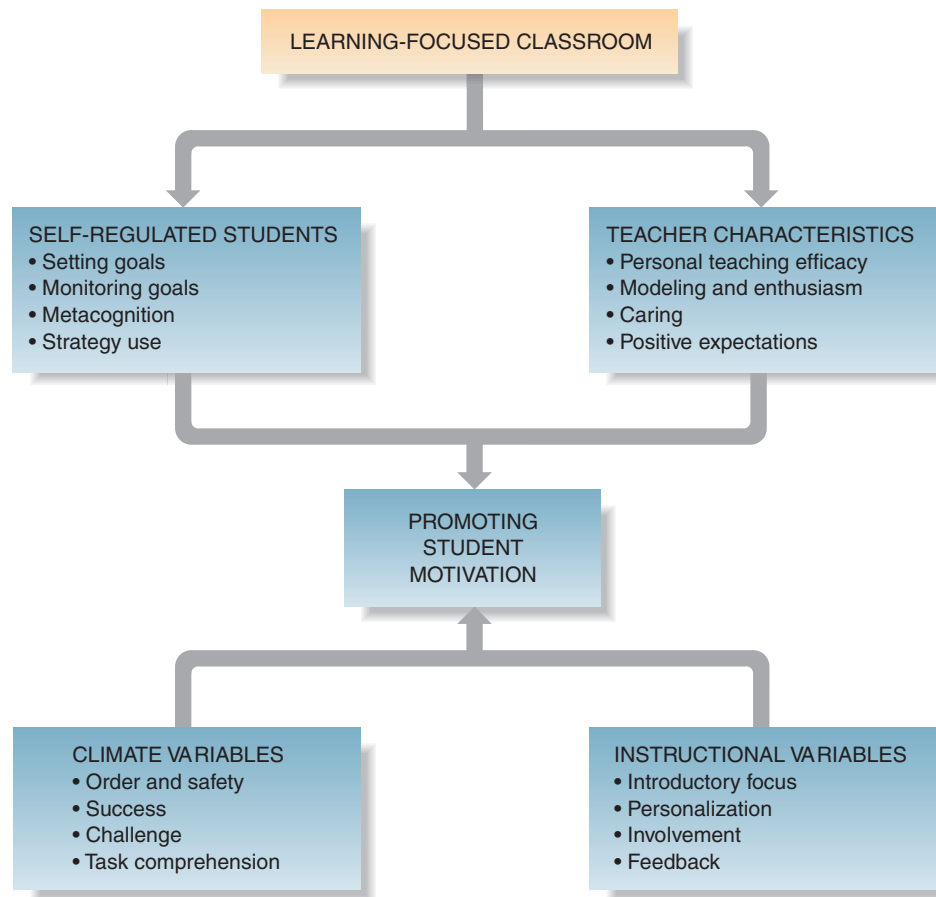 LEARNING-FOCUSED CLASSROOM
SELF-REGULATED STUDENTS
• Setting goals
• Monitoring goals
• Metacognition
• Strategy use
TEACHER CHARACTERISTICS
• Personal teaching efficacy
• Modeling and enthusiasm
• Caring
• Positive expectations
PROMOTING
STUDENT
MOTIVATION
CLIMATE VARIABLES
• Order and safety
• Success
• Challenge
• Task comprehension
INSTRUCTIONAL VARIABLES
• Introductory focus
• Personalization
• Involvement
• Feedback